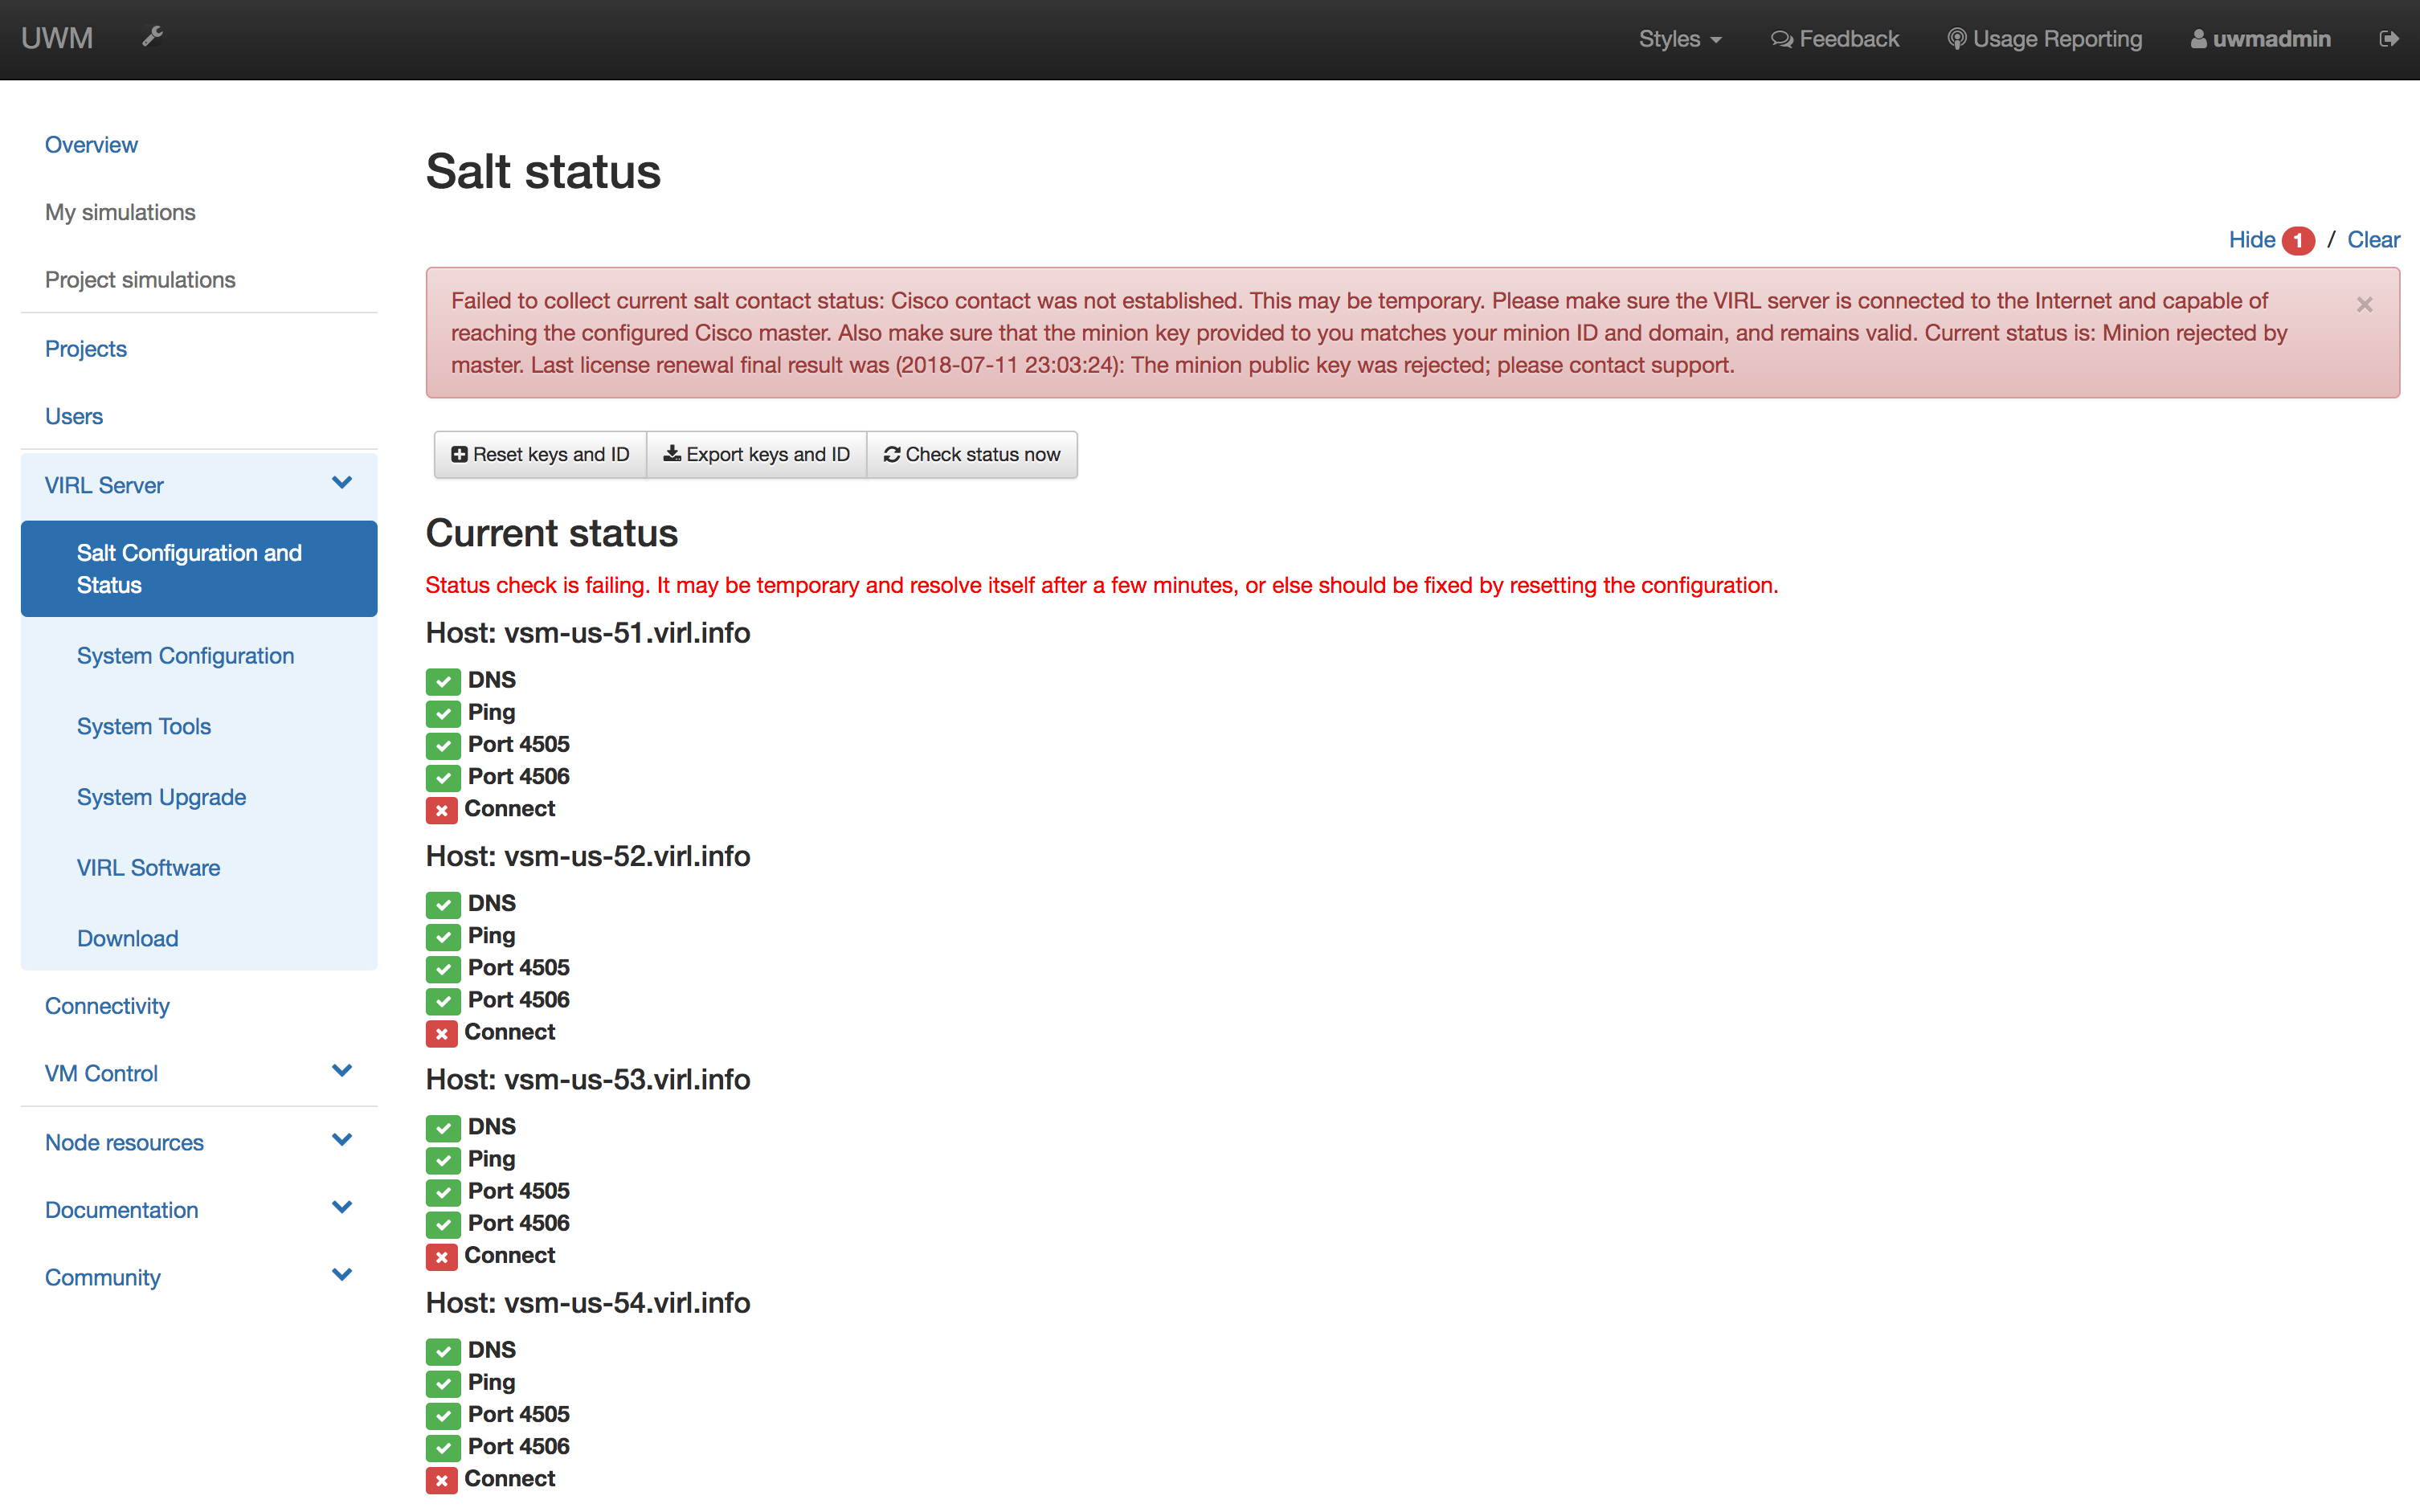 UWM
Styles
Feedback
Usage Reporting
uwmadmin
Overview
My simulations
Project simulations
Projects
Users
VIRL Server
Salt Configuration and
Status
System Configuration
System Tools
System Upgrade
VIRL Software
Download
Connectivity
VM Control
Node resources
Documentation
Community
Salt status
Hide 1 / Clear
Failed to collect current salt contact status: Cisco contact was not established. This may be temporary. Please make sure the VIRL server is connected to the Internet and capable of
reaching the configured Cisco master. Also make sure that the minion key provided to you matches your minion ID and domain, and remains valid. Current status is: Minion rejected by
master. Last license renewal final result was (2018-07-11 23:03:24): The minion public key was rejected; please contact support.
×
Reset keys and ID
Export keys and ID
Check status now
Current status
Status check is failing. It may be temporary and resolve itself after a few minutes, or else should be fixed by resetting the configuration.
Host: vsm-us-51.virl.info
DNS
Ping
Port 4505
Port 4506
Connect
Host: vsm-us-52.virl.info
DNS
Ping
Port 4505
Port 4506
Connect
Host: vsm-us-53.virl.info
DNS
Ping
Port 4505
Port 4506
Connect
Host: vsm-us-54.virl.info
DNS
Ping
Port 4505
Port 4506
Connect